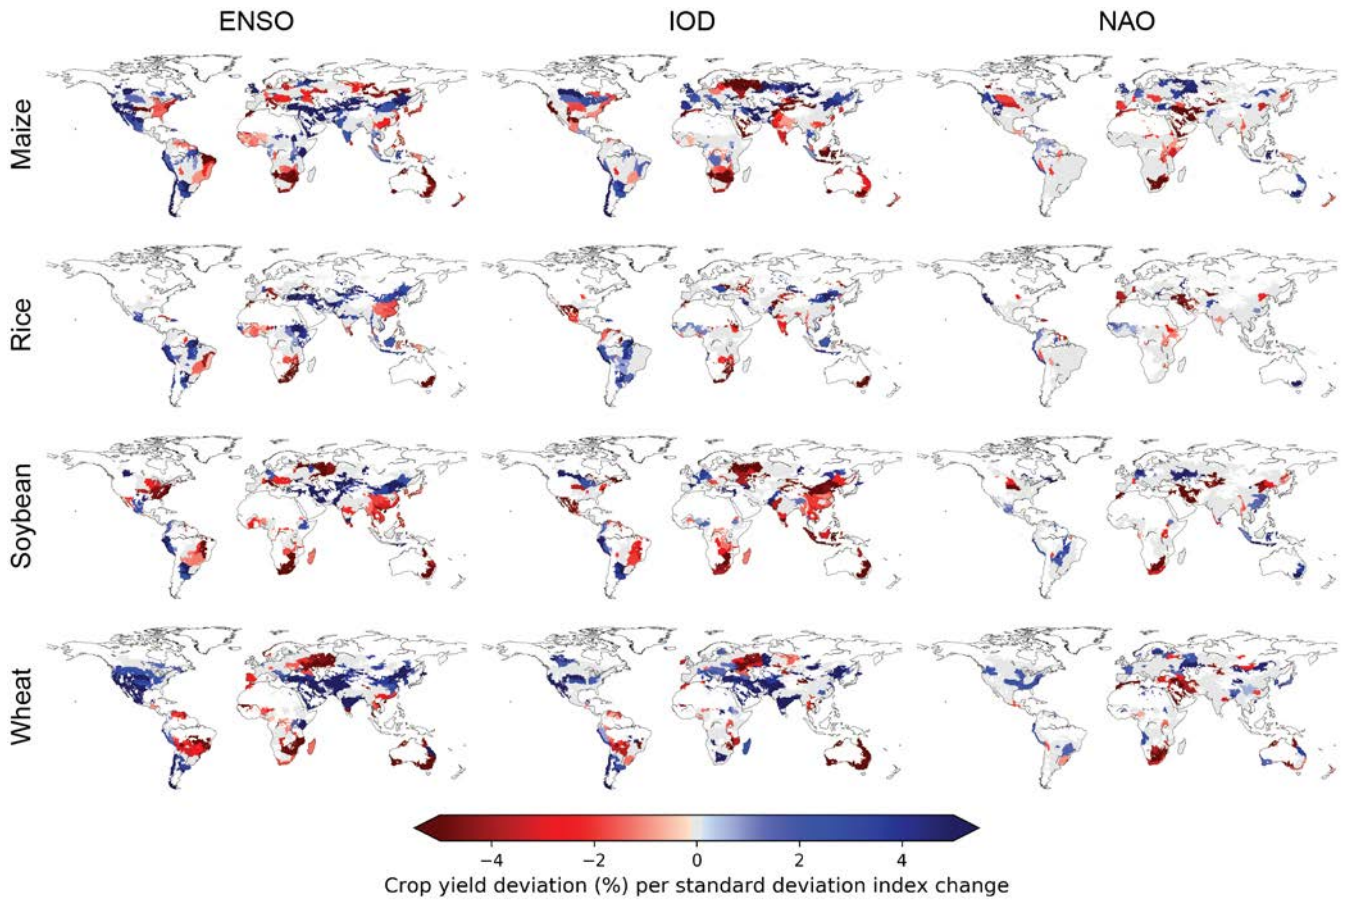 ENSO IOD NAO
Maize
Rice
Soybean
Wheat
−4 −2 0 2 4
Crop yield deviation (%) per standard deviation index change